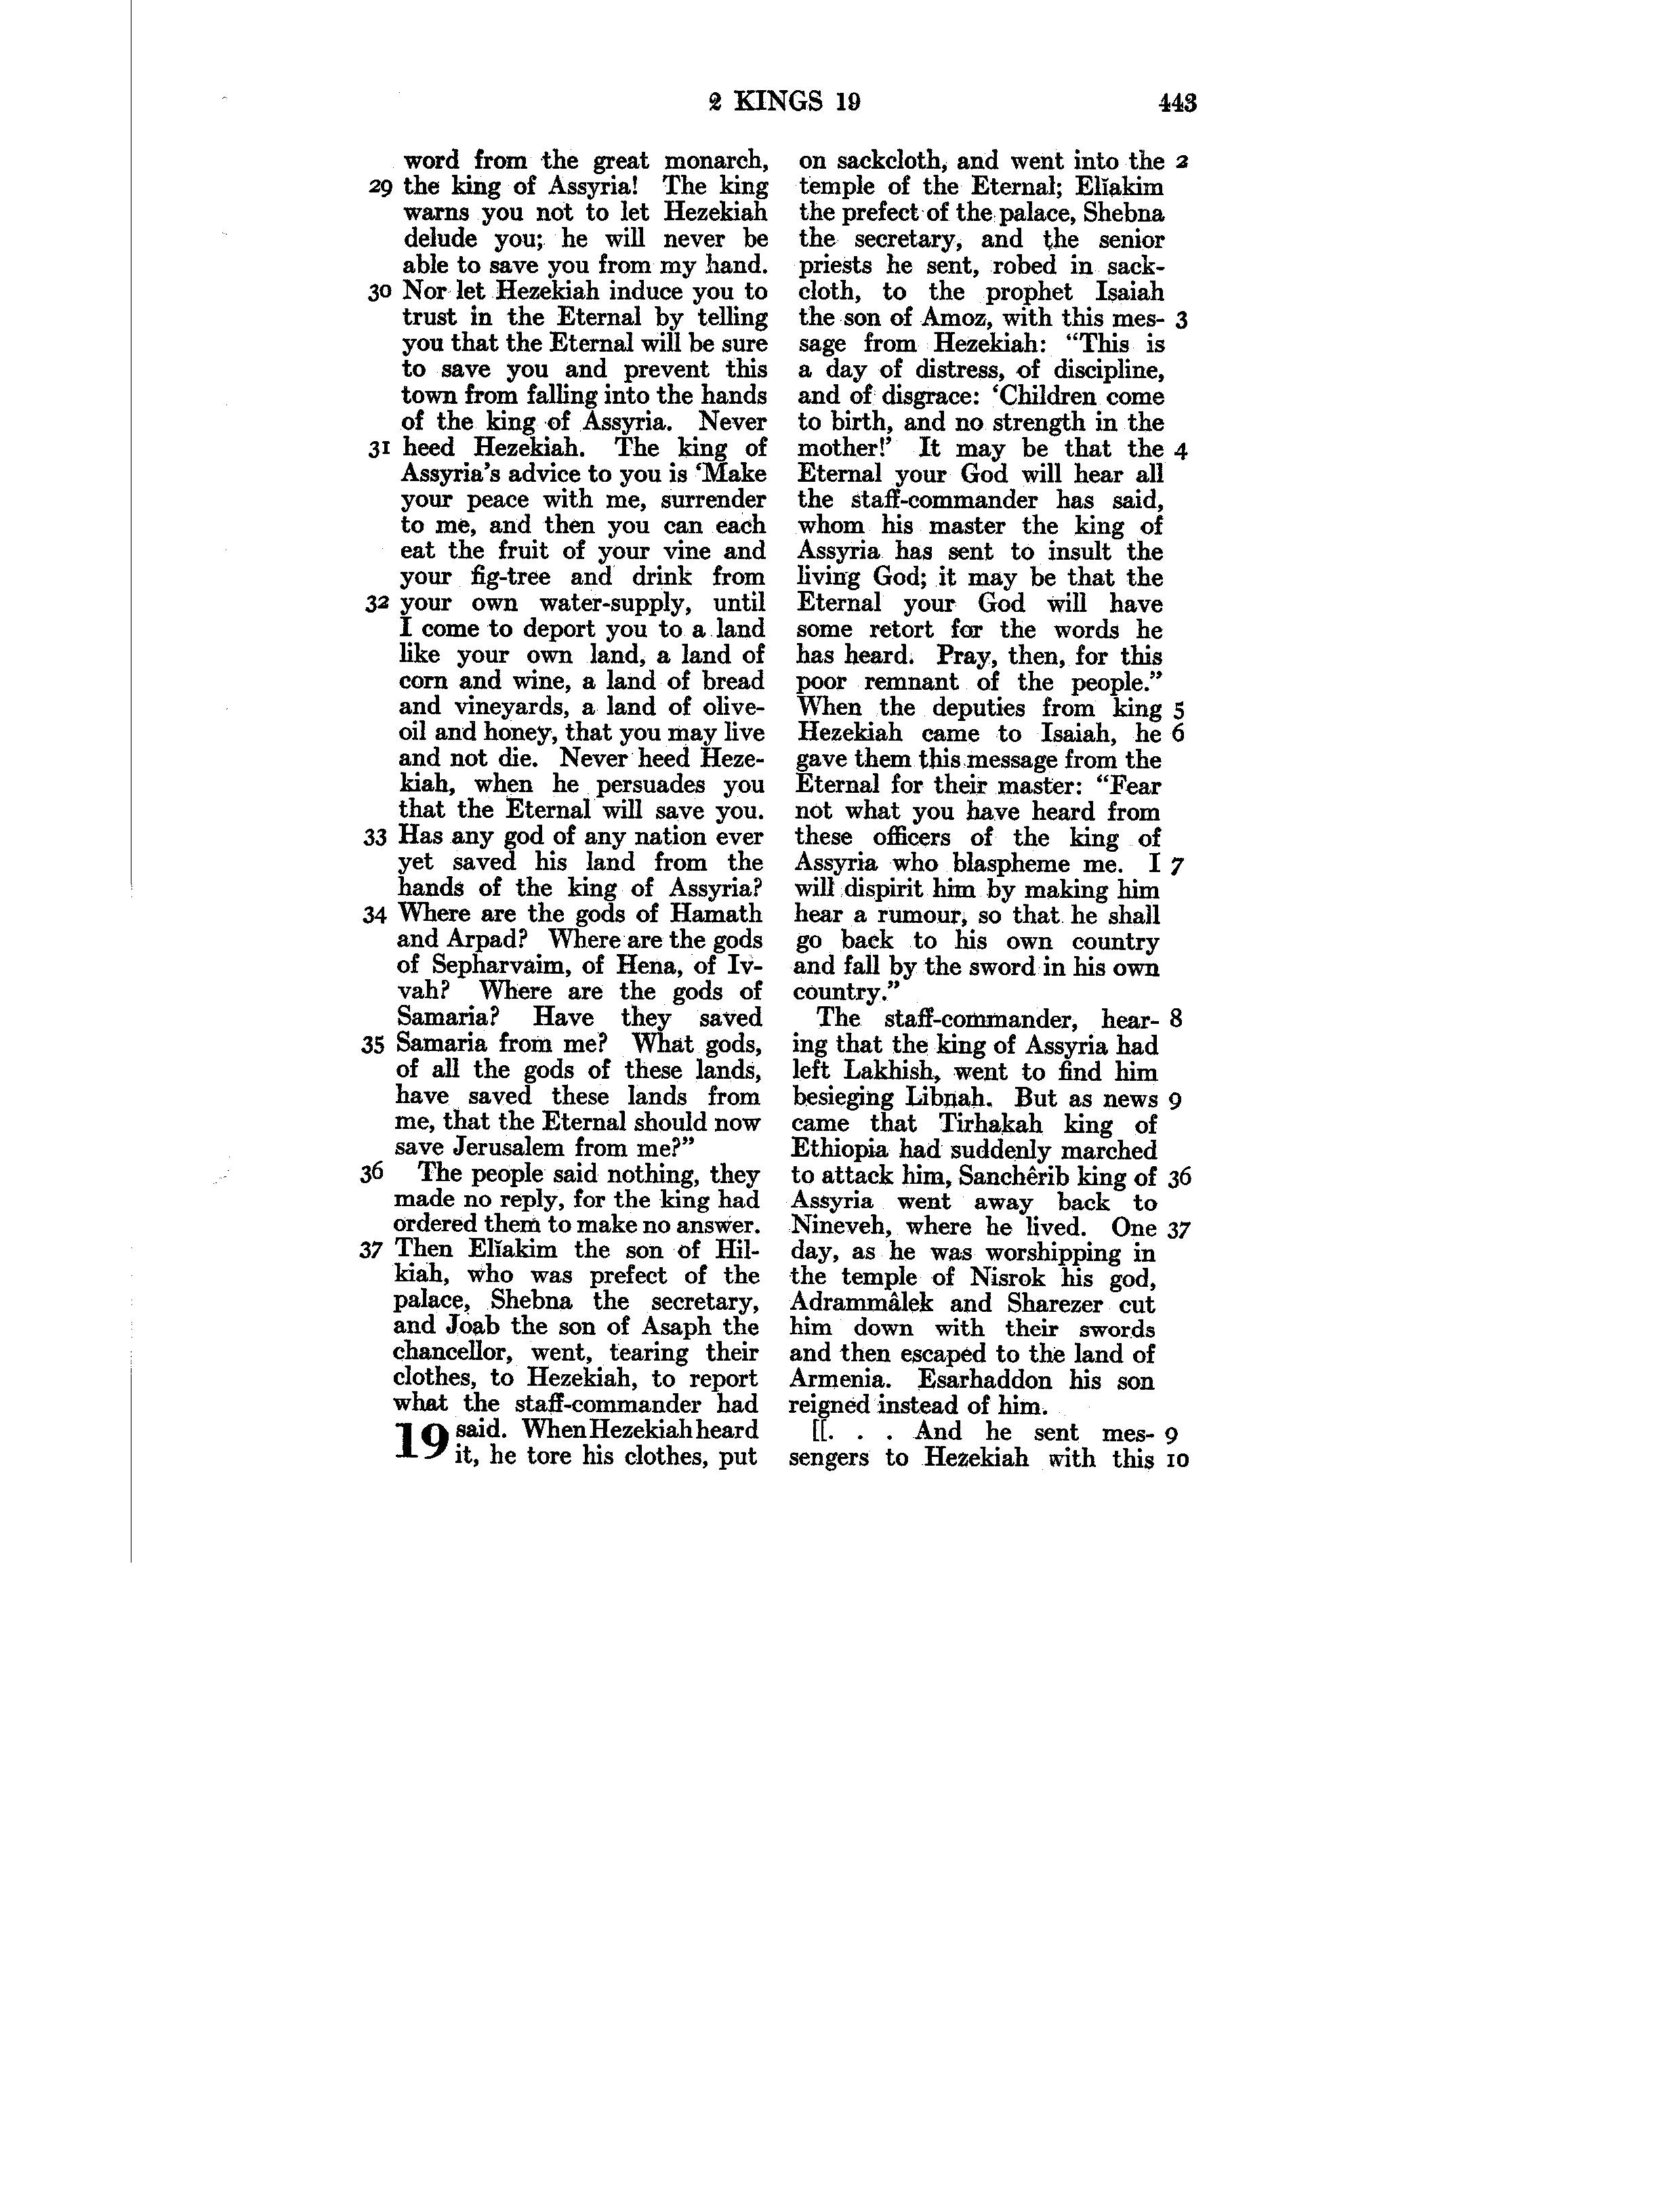 2 KINGS 19 443
word from the great monarch,
29 the king of Assyria! The king
warns you not to let Hezekiah
delude you; he will never be
able to save you from my hand.
30 Nor let Hezekiah induce you to
trust in the Eternal by telling
you that the Eternal will be sure
to save you and prevent this
town from falling into the hands
of the king of Assyria. Never
31 heed Hezekiah. The king of
Assyria's advice to you is 'Make
your peace with me, surrender
to me, and then you can each
eat the fruit of your vine and
your fig-tree and drink from
32 your own water-supply, until
I come to deport you to a land
like your own land, a land of
corn and wine, a land of bread
and vineyards, a land of olive-
oil and honey, that you may live
and not die. Never heed Heze-
kiah, when he persuades you
that the Eternal will save you.
33 Has any god of any nation ever
yet saved his land from the
hands of the king of Assyria?
34 Where are the gods of Hamath
and Arpad? Where are the gods
of Sepharvaim, of Hena, of Iv-
vah? Where are the gods of
Samaria? Have they saved
35 Samaria from me? What gods,
of all the gods of these lands,
have saved these lands from
me, that the Eternal should now
save Jerusalem from me?"
36 The people said nothing, they
made no reply, for the king had
ordered them to make no answer.
37 Then Elĭakim the son of Hil-
kiah, who was prefect of the
palace, Shebna the secretary,
and Joab the son of Asaph the
chancellor, went, tearing their
clothes, to Hezekiah, to report
what the staff-commander had
19 said. When Hezekiah heard
it, he tore his clothes, put
on sackcloth, and went into the 2
temple of the Eternal; Elĭakim
the prefect of the palace, Shebna
the secretary, and the senior
priests he sent, robed in sack-
cloth, to the prophet Isaiah
the son of Amoz, with this mes- 3
sage from Hezekiah: "This is
a day of distress, of discipline,
and of disgrace: 'Children come
to birth, and no strength in the
mother!' It may be that the 4
Eternal your God will hear all
the staff-commander has said,
whom his master the king of
Assyria has sent to insult the
living God; it may be that the
Eternal your God will have
some retort for the words he
has heard. Pray, then, for this
poor remnant of the people."
When the deputies from king 5
Hezekiah came to Isaiah, he 6
gave them this message from the
Eternal for their master: "Fear
not what you have heard from
these officers of the king of
Assyria who blaspheme me. I 7
will dispirit him by making him
hear a rumour, so that he shall
go back to his own country
and fall by the sword in his own
country."
The staff-commander, hear- 8
ing that the king of Assyria had
left Lakhish, went to find him
besieging Libnah. But as news 9
came that Tirhakah king of
Ethiopia had suddenly marched
to attack him, Sanchêrib king of 36
Assyria went away back to
Nineveh, where he lived. One 37
day, as he was worshipping in
the temple of Nisrok his god,
Adrammâlek and Sharezer cut
him down with their swords
and then escaped to the land of
Armenia. Esarhaddon his son
reigned instead of him.
[[. . . And he sent mes- 9
sengers to Hezekiah with this 10